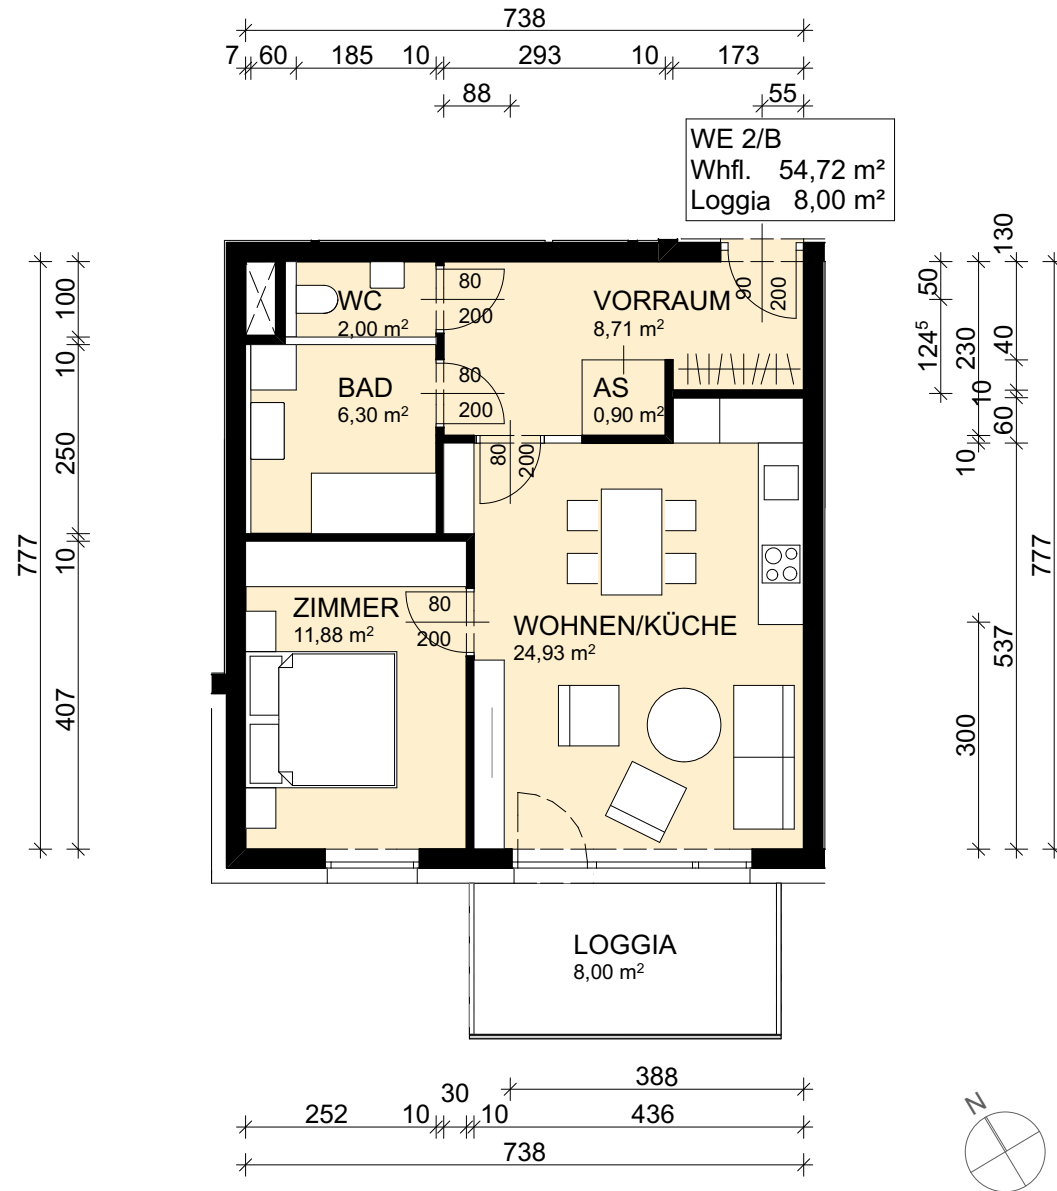 738
7 60 185 10 293 10 173
88 55
WE 2/B
Whfl. 54,72 m²
Loggia 8,00 m²
130
100 10 250 10 407
777
50 124⁵
230 10 300
40 10 60 537
777
WC
2,00 m²
80
200
VORRAUM
8,71 m²
90
200
BAD
6,30 m²
80
200
AS
0,90 m²
80
200
ZIMMER
11,88 m²
80
200
WOHNEN/KÜCHE
24,93 m²
LOGGIA
8,00 m²
388
252 10 30 10 436
738
N